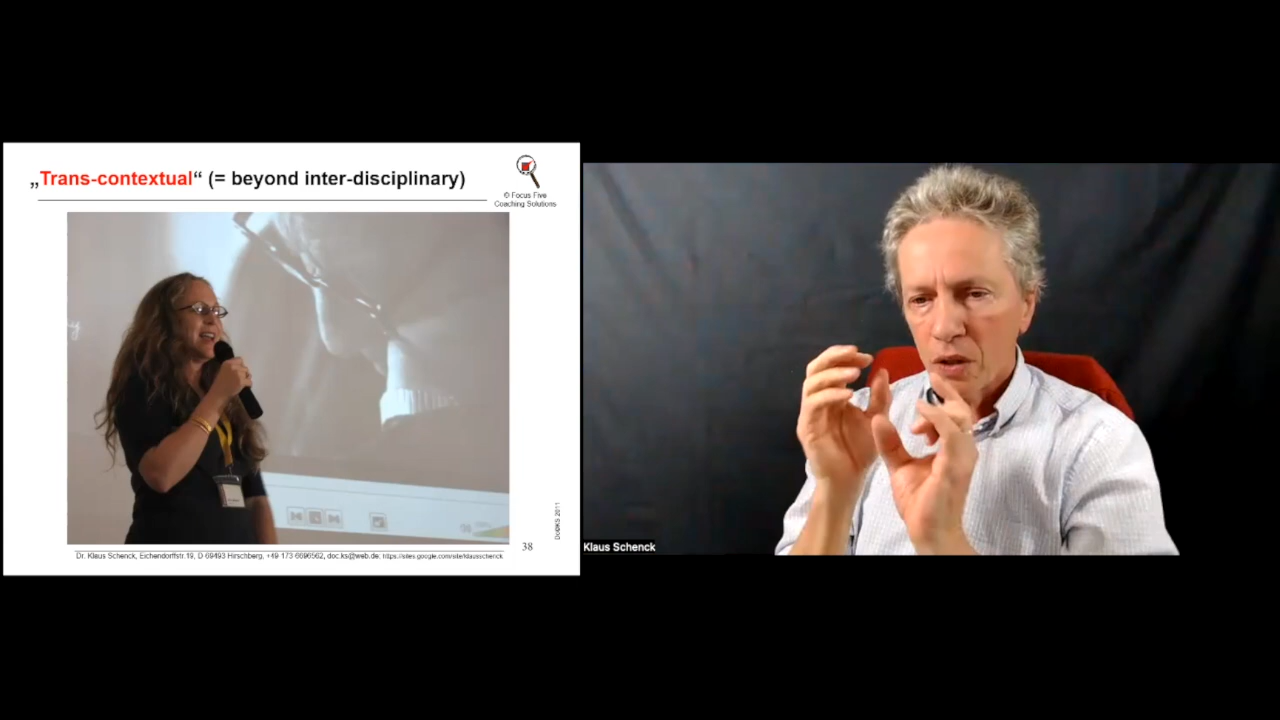 „Trans-contextual“ (= beyond inter-disciplinary)
© Focus Five
Coaching Solutions
DocKS 2011
38
Dr. Klaus Schenck, Eichendorffstr.19, D 69493 Hirschberg, +49 173 6696562, doc.ks@web.de; https://sites.google.com/site/klausschenck
Klaus Schenck